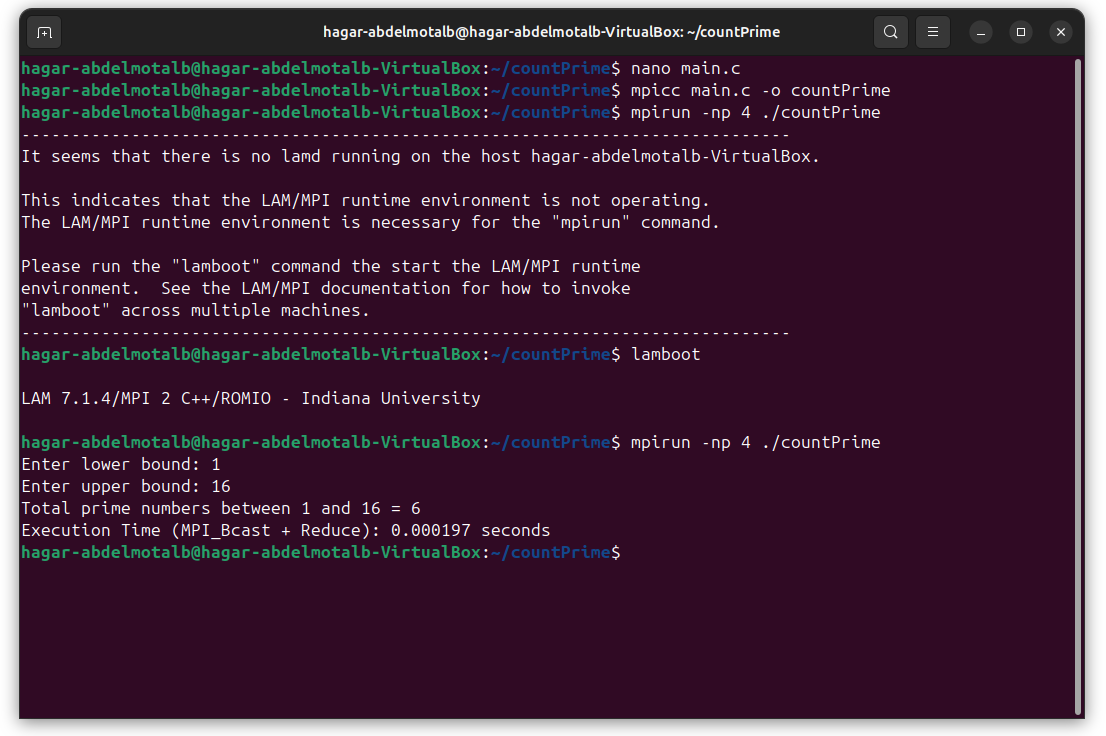 hagar-abdelmotalb@hagar-abdelmotalb-VirtualBox: ~/countPrime
hagar-abdelmotalb@hagar-abdelmotalb-VirtualBox:~/countPrime$ nano main.c
hagar-abdelmotalb@hagar-abdelmotalb-VirtualBox:~/countPrime$ mpicc main.c -o countPrime
hagar-abdelmotalb@hagar-abdelmotalb-VirtualBox:~/countPrime$ mpirun -np 4 ./countPrime
-----------------------------------------------------------------------------
It seems that there is no lamd running on the host hagar-abdelmotalb-VirtualBox.
This indicates that the LAM/MPI runtime environment is not operating.
The LAM/MPI runtime environment is necessary for the "mpirun" command.
Please run the "lamboot" command the start the LAM/MPI runtime
environment.  See the LAM/MPI documentation for how to invoke
"lamboot" across multiple machines.
-----------------------------------------------------------------------------
hagar-abdelmotalb@hagar-abdelmotalb-VirtualBox:~/countPrime$ lamboot
LAM 7.1.4/MPI 2 C++/ROMIO - Indiana University
hagar-abdelmotalb@hagar-abdelmotalb-VirtualBox:~/countPrime$ mpirun -np 4 ./countPrime
Enter lower bound: 1
Enter upper bound: 16
Total prime numbers between 1 and 16 = 6
Execution Time (MPI_Bcast + Reduce): 0.000197 seconds
hagar-abdelmotalb@hagar-abdelmotalb-VirtualBox:~/countPrime$